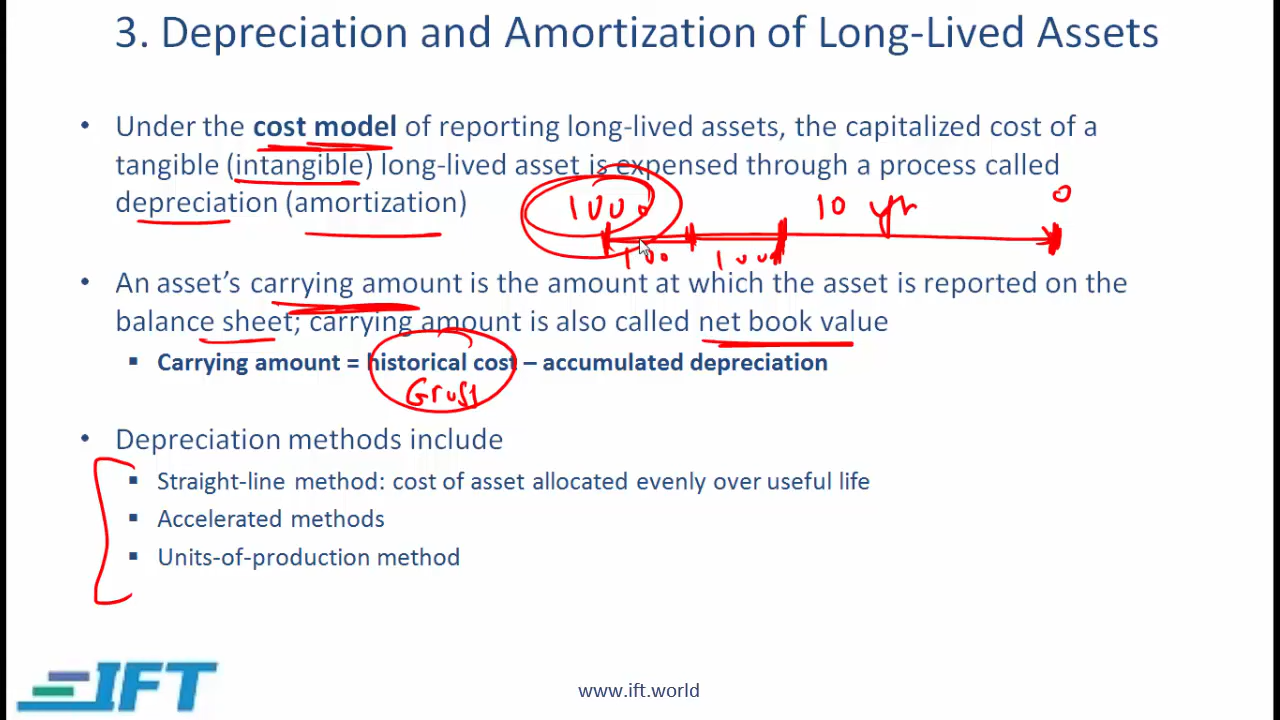 3. Depreciation and Amortization of Long-Lived Assets
• Under the cost model of reporting long-lived assets, the capitalized cost of a
tangible (intangible) long-lived asset is expensed through a process called
depreciation (amortization)
1000 10 yrs 0
100 100
• An asset's carrying amount is the amount at which the asset is reported on the
balance sheet; carrying amount is also called net book value
▪ Carrying amount = historical cost – accumulated depreciation
Gross
• Depreciation methods include
▪ Straight-line method: cost of asset allocated evenly over useful life
▪ Accelerated methods
▪ Units-of-production method
IFT
www.ift.world